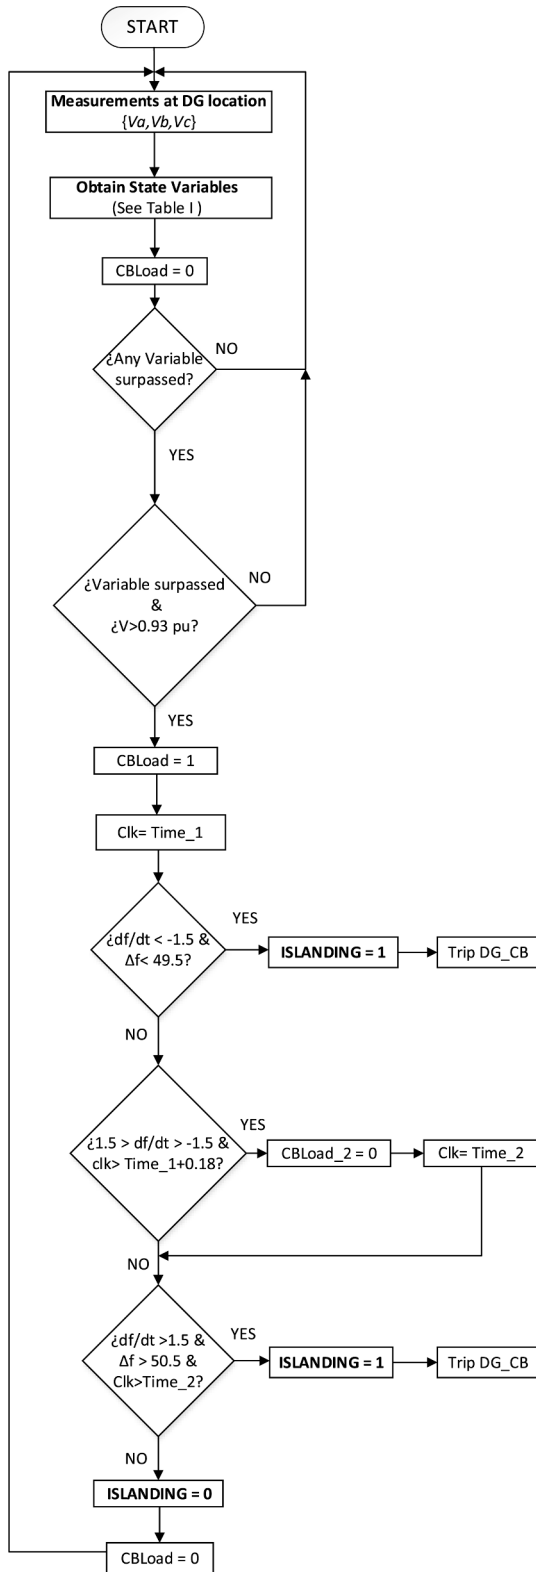 START
Measurements at DG location
{Va,Vb,Vc}
Obtain State Variables
(See Table I )
CBLoad = 0
¿Any Variable
surpassed?
NO
YES
¿Variable surpassed
&
¿V>0.93 pu?
NO
YES
CBLoad = 1
Clk= Time_1
¿df/dt < -1.5 &
Δf< 49.5?
YES
ISLANDING = 1
Trip DG_CB
NO
¿1.5 > df/dt > -1.5 &
clk> Time_1+0.18?
YES
CBLoad_2 = 0
Clk= Time_2
NO
¿df/dt >1.5 &
Δf > 50.5 &
Clk>Time_2?
YES
ISLANDING = 1
Trip DG_CB
NO
ISLANDING = 0
CBLoad = 0